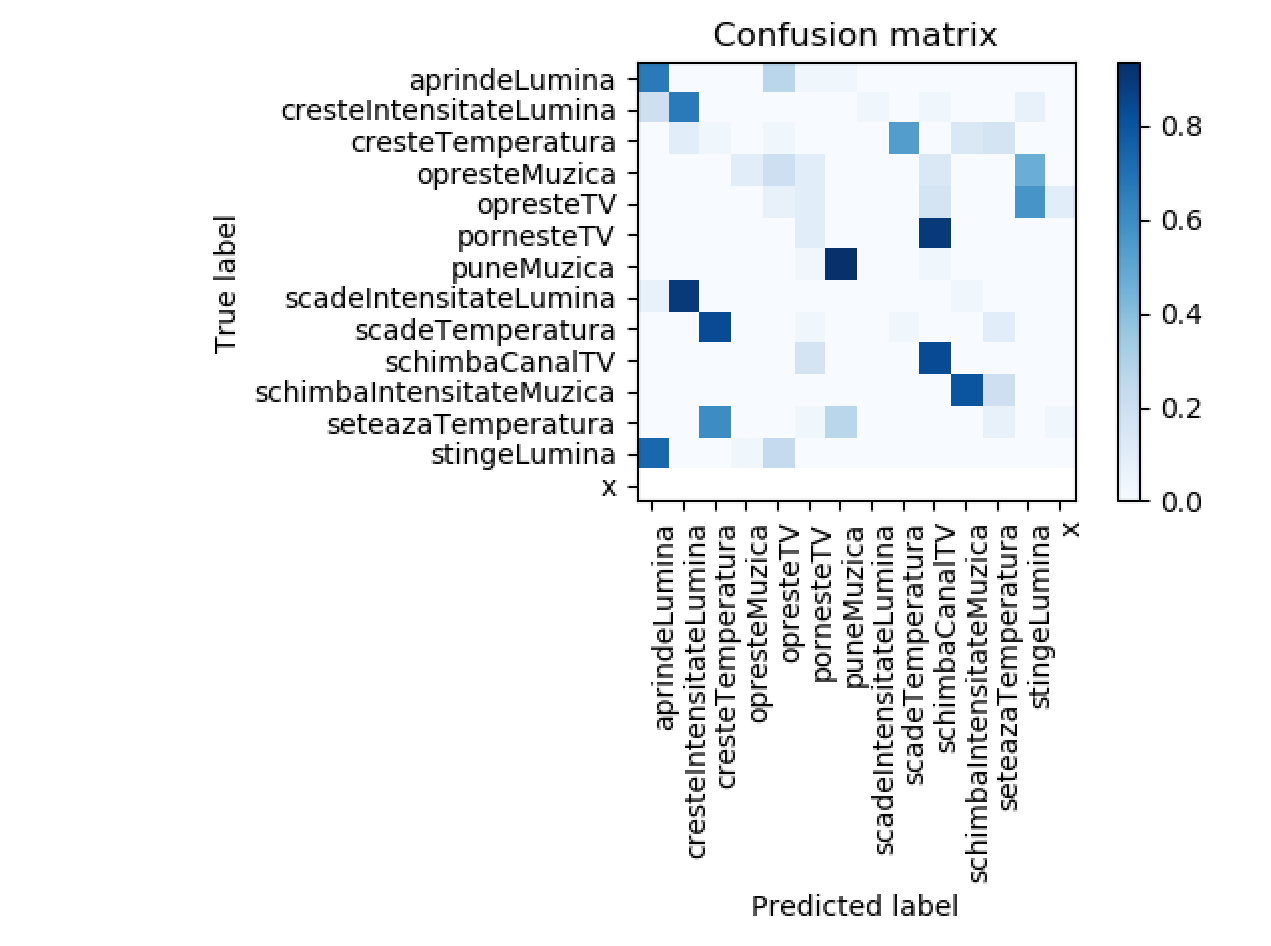 Confusion matrix
True label
aprindeLumina
cresteIntensitateLumina
cresteTemperatura
opresteMuzica
opresteTV
pornesteTV
puneMuzica
scadeIntensitateLumina
scadeTemperatura
schimbaCanalTV
schimbaIntensitateMuzica
seteazaTemperatura
stingeLumina
x
aprindeLumina
cresteIntensitateLumina
cresteTemperatura
opresteMuzica
opresteTV
pornesteTV
puneMuzica
scadeIntensitateLumina
scadeTemperatura
schimbaCanalTV
schimbaIntensitateMuzica
seteazaTemperatura
stingeLumina
x
Predicted label
0.8
0.6
0.4
0.2
0.0